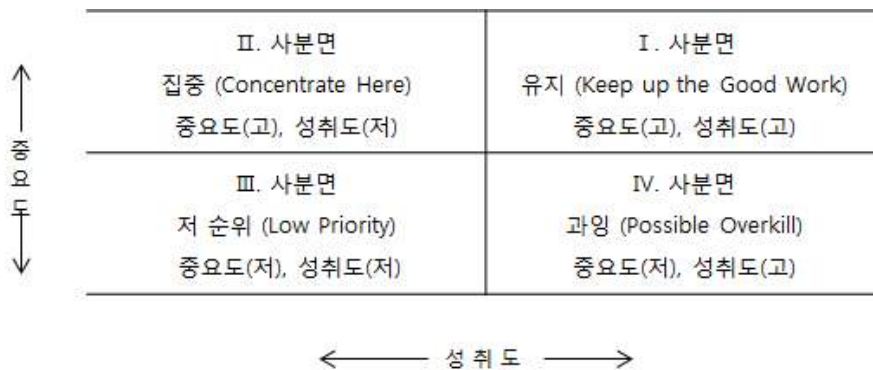 Ⅱ. 사분면
집중 (Concentrate Here)
중요도(고), 성취도(저)
Ⅰ. 사분면
유지 (Keep up the Good Work)
중요도(고), 성취도(고)
중요도
Ⅲ. 사분면
저 순위 (Low Priority)
중요도(저), 성취도(저)
Ⅳ. 사분면
과잉 (Possible Overkill)
중요도(저), 성취도(고)
성 취 도